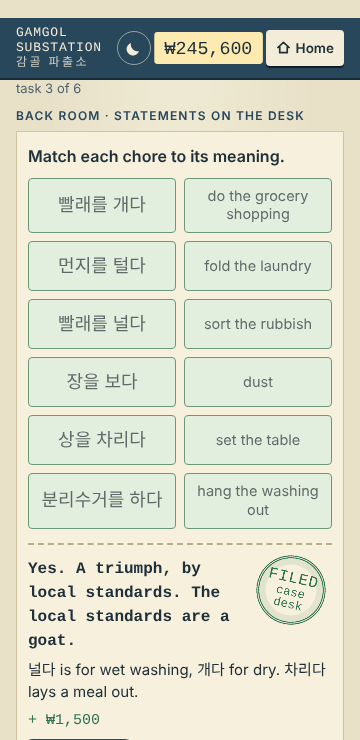 GAMGOL
SUBSTATION
감골 파출소
₩245,600
Home
task 3 of 6
BACK ROOM · STATEMENTS ON THE DESK
Match each chore to its meaning.
빨래를 개다
do the grocery
shopping
먼지를 털다
fold the laundry
빨래를 널다
sort the rubbish
장을 보다
dust
상을 차리다
set the table
분리수거를 하다
hang the washing
out
Yes. A triumph, by
local standards. The
local standards are a
goat.
FILED
case
desk
널다 is for wet washing, 개다 for dry. 차리다
lays a meal out.
+ ₩1,500